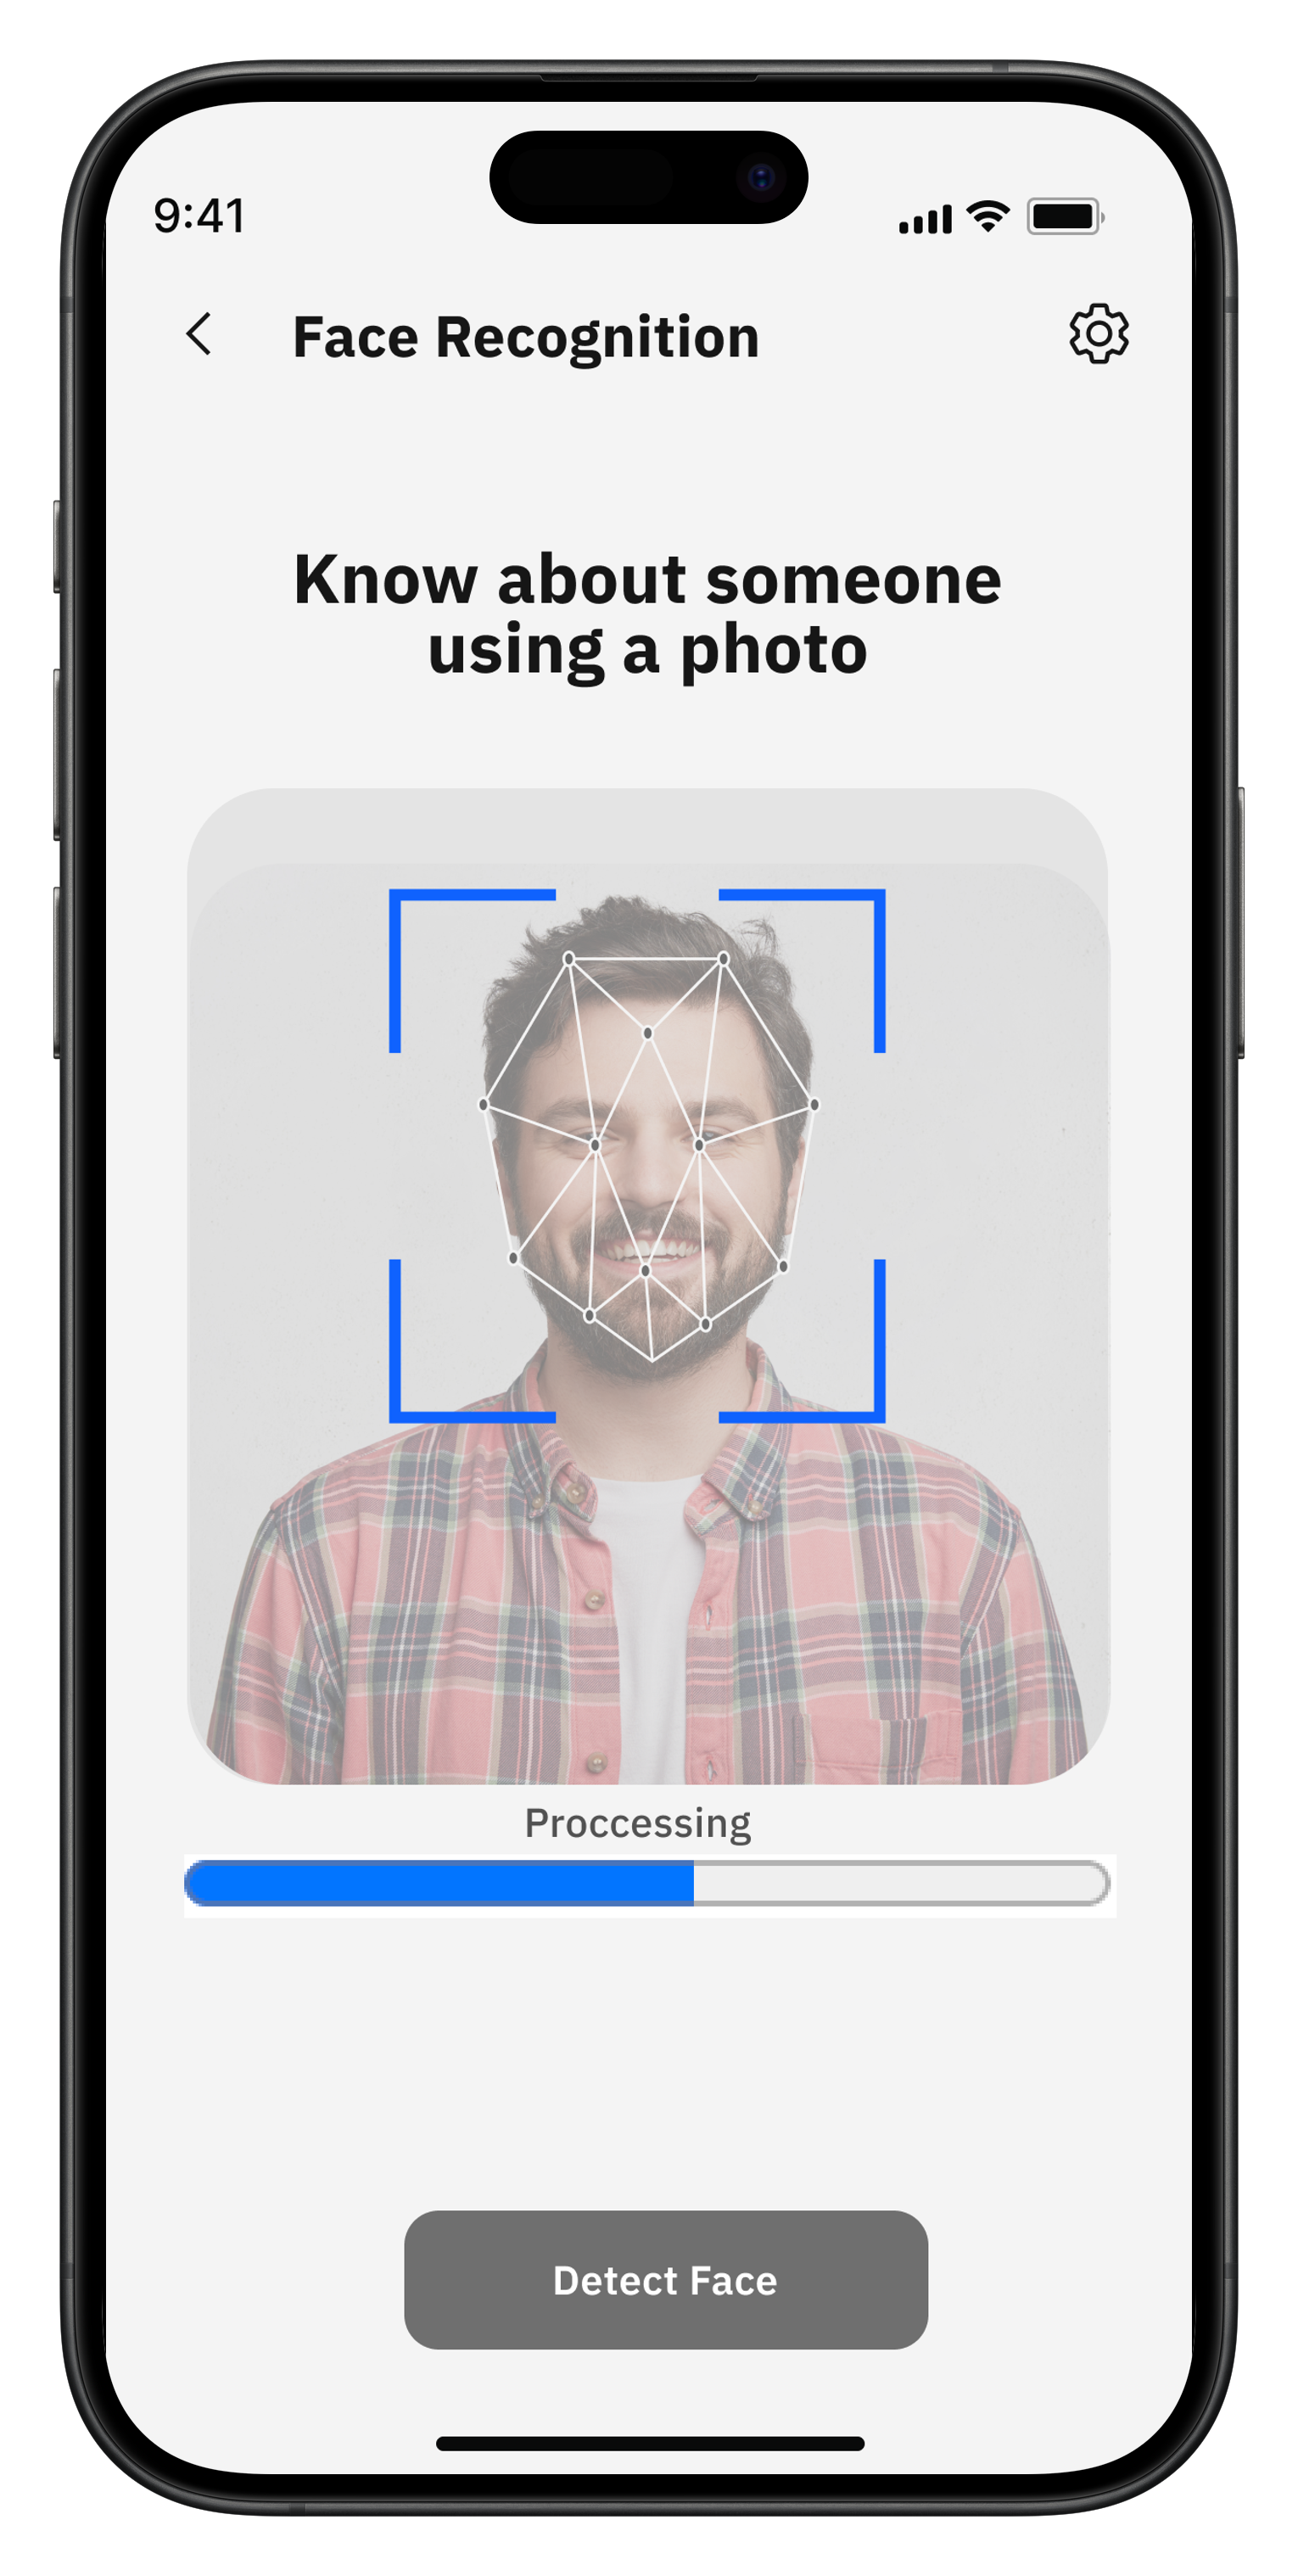 9:41
Face Recognition
Know about someone
using a photo
Proccessing
Detect Face